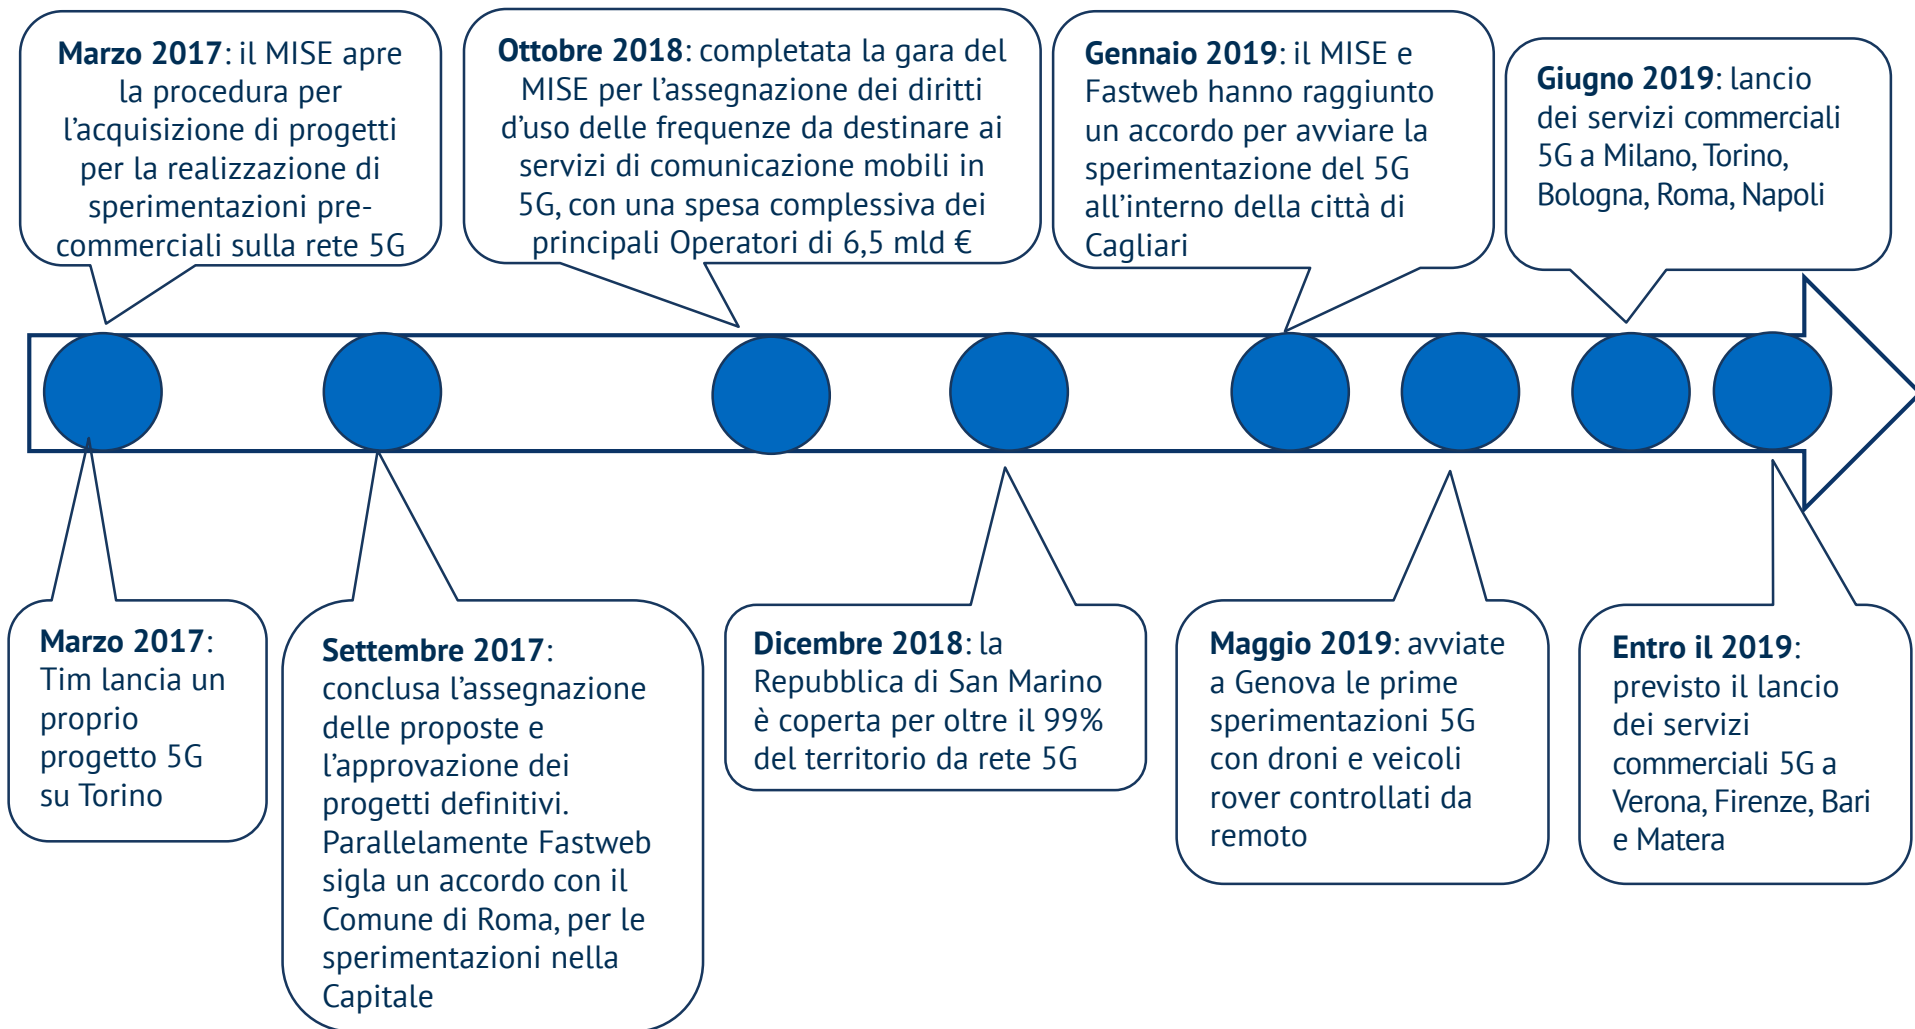 Marzo 2017: il MISE apre
la procedura per
l’acquisizione di progetti
per la realizzazione di
sperimentazioni pre-
commerciali sulla rete 5G
Ottobre 2018: completata la gara del
MISE per l’assegnazione dei diritti
d’uso delle frequenze da destinare ai
servizi di comunicazione mobili in
5G, con una spesa complessiva dei
principali Operatori di 6,5 mld €
Gennaio 2019: il MISE e
Fastweb hanno raggiunto
un accordo per avviare la
sperimentazione del 5G
all’interno della città di
Cagliari
Giugno 2019: lancio
dei servizi commerciali
5G a Milano, Torino,
Bologna, Roma, Napoli
Marzo 2017:
Tim lancia un
proprio
progetto 5G
su Torino
Settembre 2017:
conclusa l’assegnazione
delle proposte e
l’approvazione dei
progetti definitivi.
Parallelamente Fastweb
sigla un accordo con il
Comune di Roma, per le
sperimentazioni nella
Capitale
Dicembre 2018: la
Repubblica di San Marino
è coperta per oltre il 99%
del territorio da rete 5G
Maggio 2019: avviate
a Genova le prime
sperimentazioni 5G
con droni e veicoli
rover controllati da
remoto
Entro il 2019:
previsto il lancio
dei servizi
commerciali 5G a
Verona, Firenze, Bari
e Matera